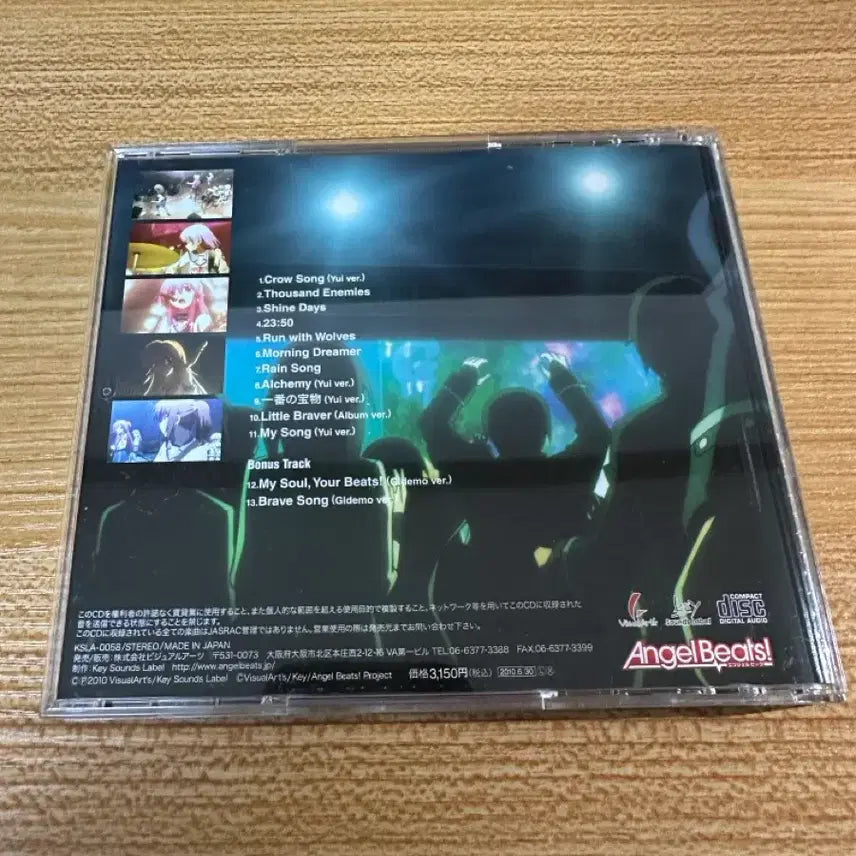 1.Crow Song (Yui ver.)
2.Thousand Enemies
3.Shine Days
4.23:50
5.Run with Wolves
6.Morning Dreamer
7.Rain Song
8.Alchemy (Yui ver.)
9.一番の宝物 (Yui ver.)
10.Little Braver (Album ver.)
11.My Song (Yui ver.)
Bonus Track
12.My Soul, Your Beats! (Gldemo ver.)
13.Brave Song (Gldemo ver.)
このCDを権利者の許諾なく賃貸業に使用すること、また個人的な範囲を超える使用目的で複製すること、ネットワーク等を用いてこのCDに収録された
音を送信できる状態にすることを禁じます。
このCDに収録されている全ての楽曲はJASRAC管理ではありません。営業使用の際は発売元までお問い合わせ下さい。
KSLA-0058/STEREO/MADE IN JAPAN
発売/販売:株式会社ビジュアルアーツ 〒531-0073 大阪府大阪市北区本庄西2-12-16 VA第一ビル TEL.06-6377-3388 FAX.06-6377-3399
制作:Key Sounds Label http://www.angelbeats.jp/
©℗2010 VisualArt's/Key Sounds Label ©VisualArt's/Key/Angel Beats! Project 価格3,150円(税込) 2010.6.30
VisualArt's
Key Sounds Label
COMPACT
disc
DIGITAL AUDIO
Angel Beats!
エンジェルビーツ